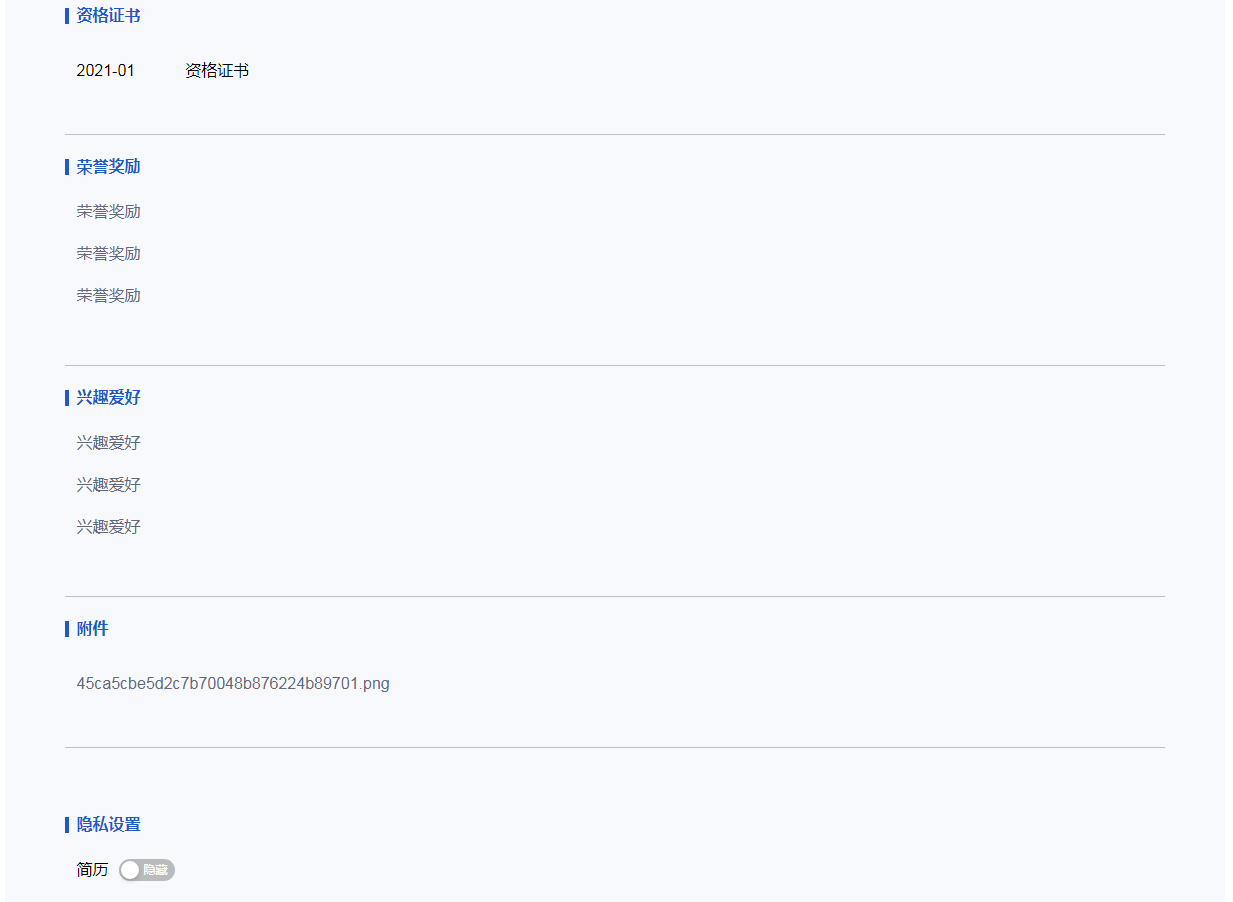 资格证书
2021-01 资格证书
荣誉奖励
荣誉奖励
荣誉奖励
荣誉奖励
兴趣爱好
兴趣爱好
兴趣爱好
兴趣爱好
附件
45ca5cbe5d2c7b70048b876224b89701.png
隐私设置
简历 隐藏